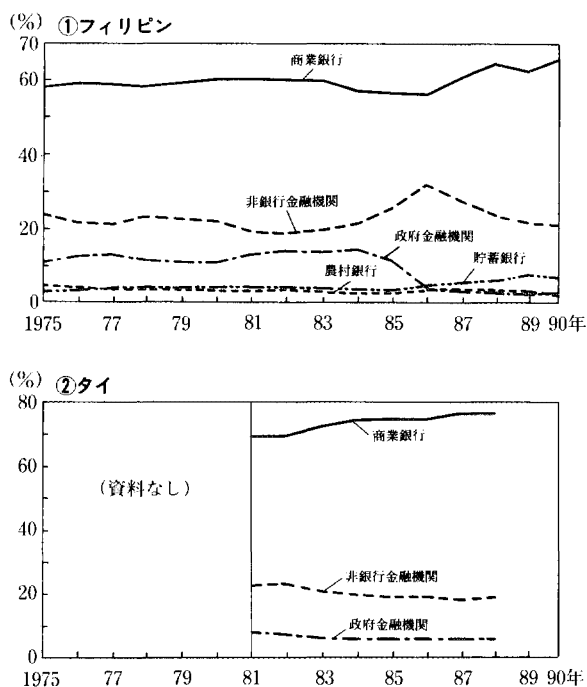 (%) ①フィリピン
70
60
商業銀行
40
非銀行金融機関
20
政府金融機関
農村銀行
貯蓄銀行
0
1975 77 79 81 83 85 87 89 90年
(%) ②タイ
80
商業銀行
60
(資料なし)
40
非銀行金融機関
20
政府金融機関
0
1975 77 79 81 83 85 87 89 90年